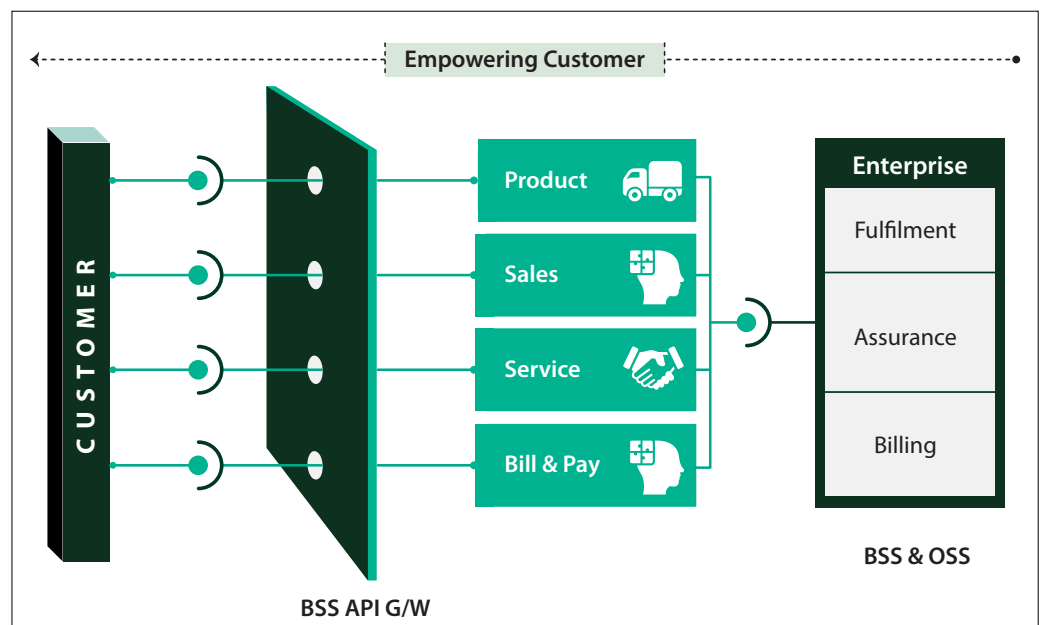 Empowering Customer
CUSTOMER
Product
Sales
Service
Bill & Pay
Enterprise
Fulfilment
Assurance
Billing
BSS & OSS
BSS API G/W